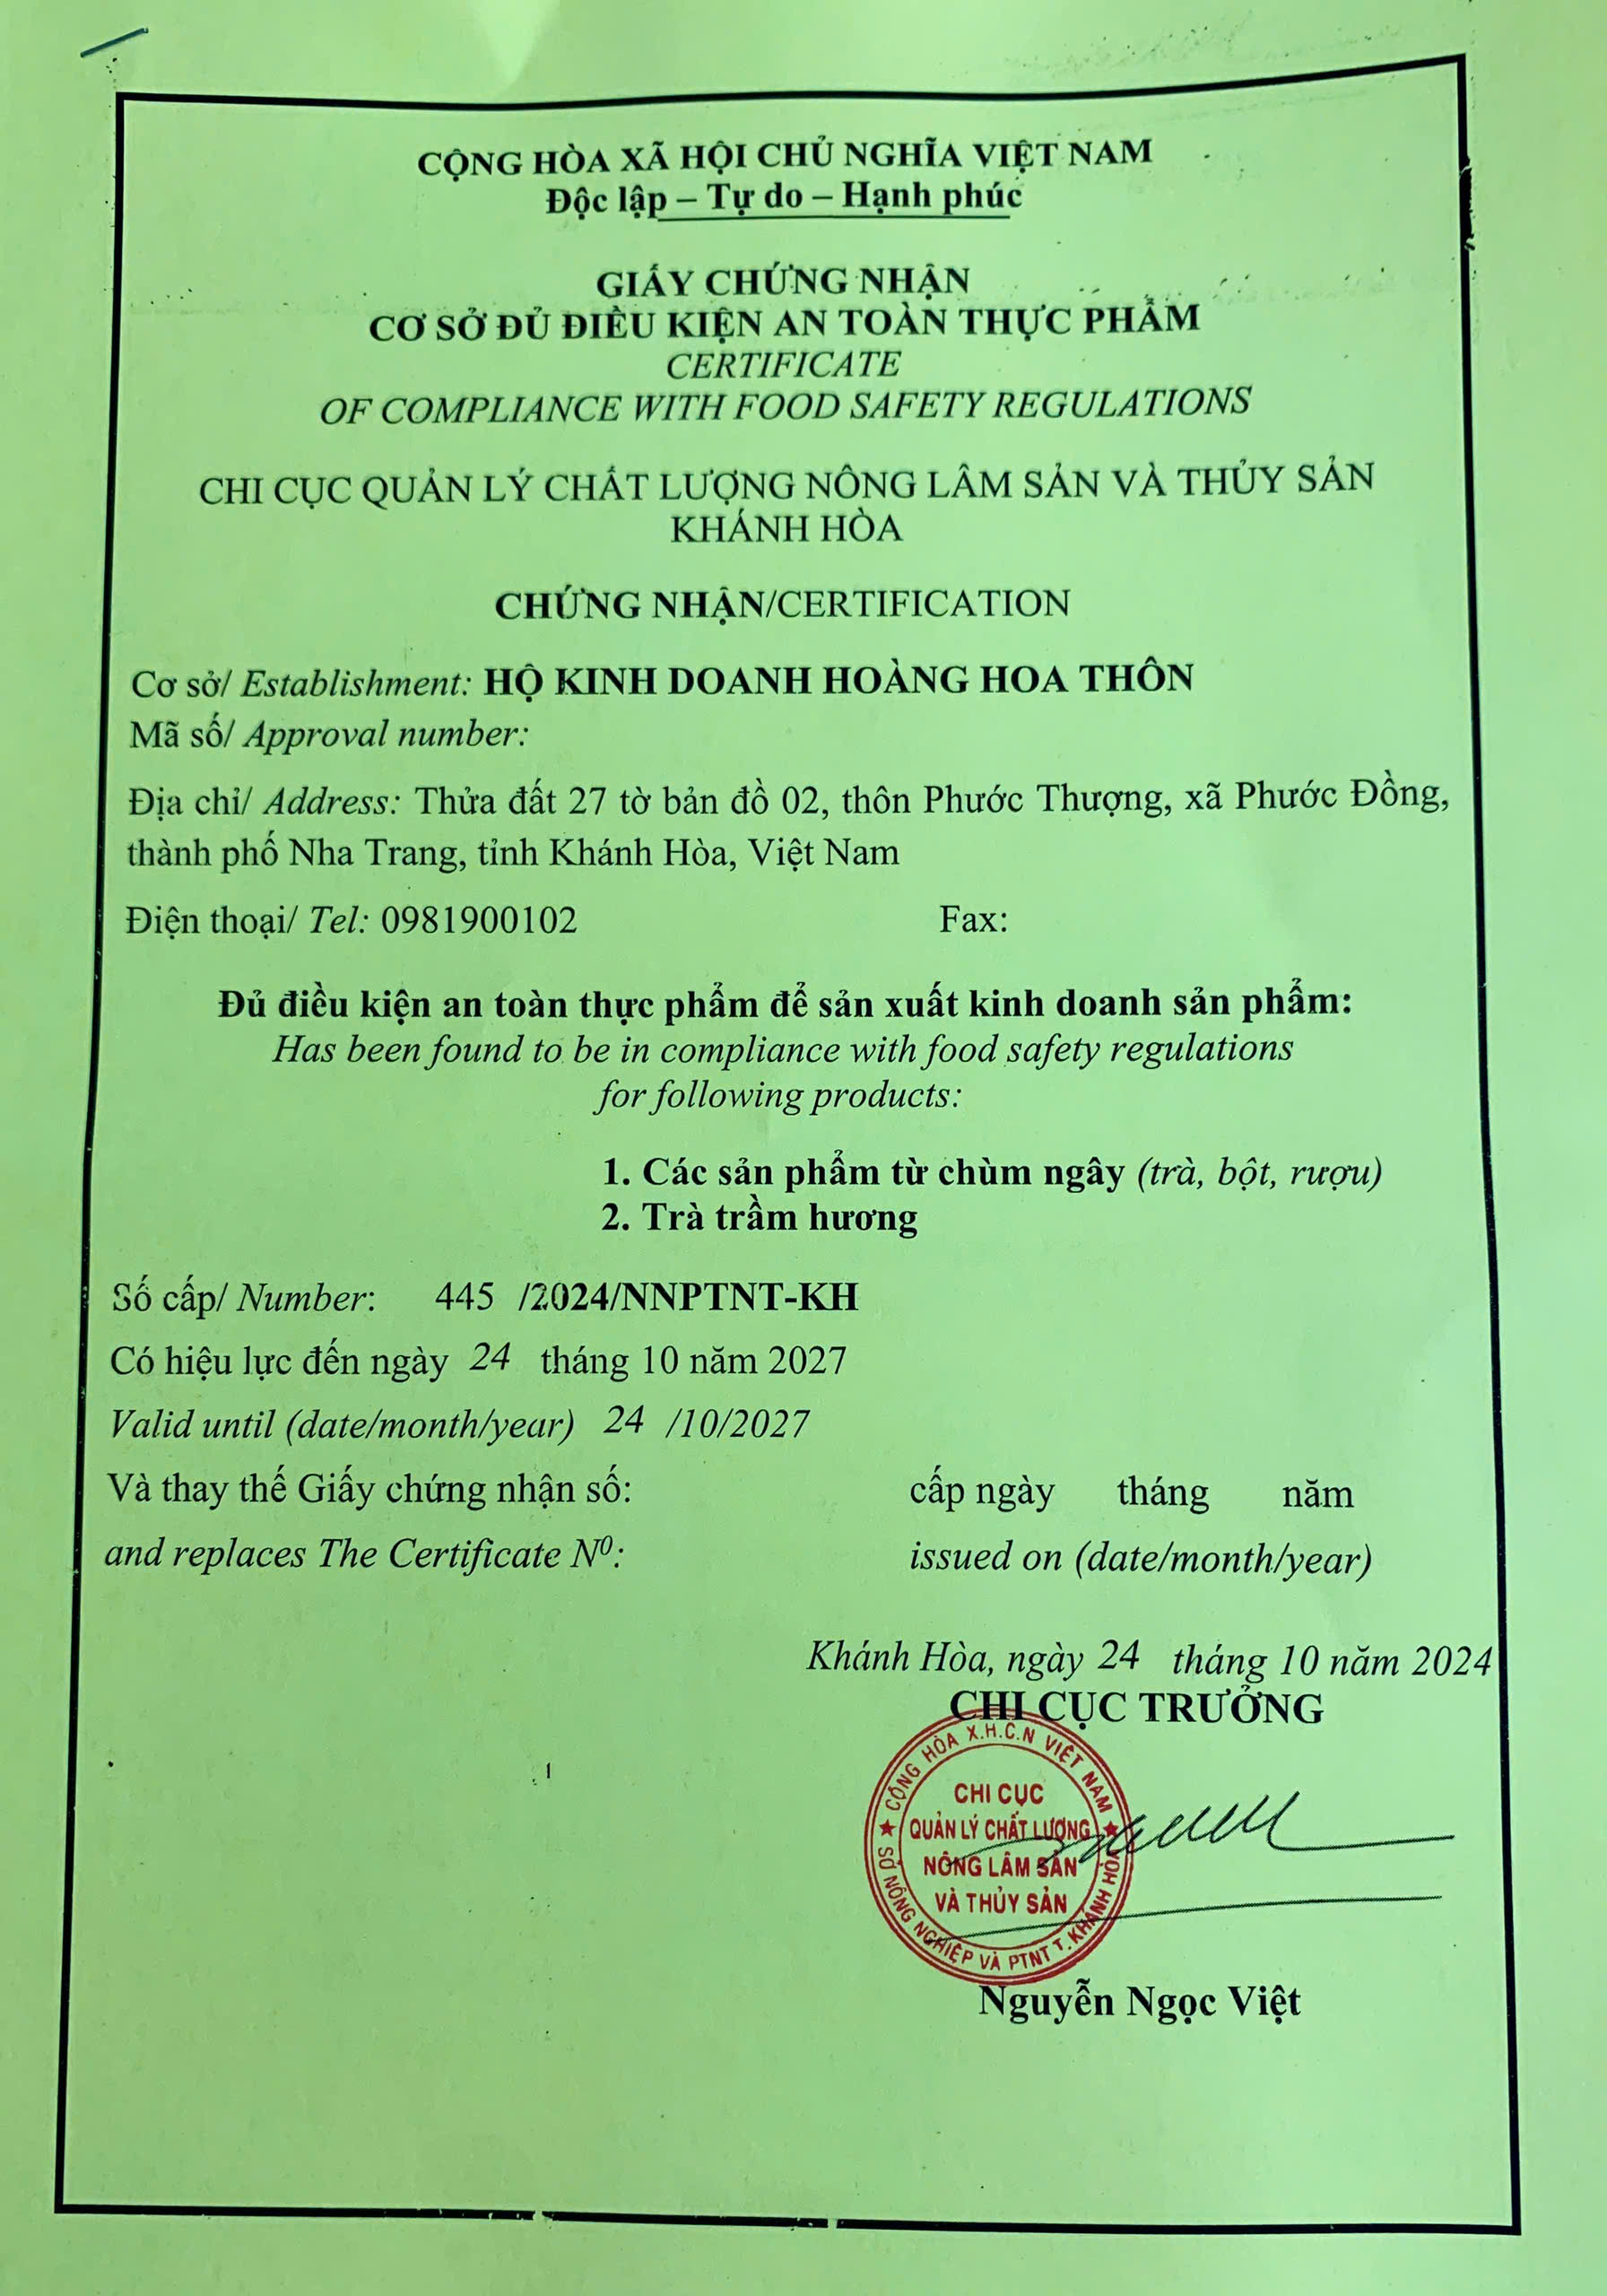 CỘNG HÒA XÃ HỘI CHỦ NGHĨA VIỆT NAM
Độc lập – Tự do – Hạnh phúc
GIẤY CHỨNG NHẬN
CƠ SỞ ĐỦ ĐIỀU KIỆN AN TOÀN THỰC PHẨM
CERTIFICATE
OF COMPLIANCE WITH FOOD SAFETY REGULATIONS
CHI CỤC QUẢN LÝ CHẤT LƯỢNG NÔNG LÂM SẢN VÀ THỦY SẢN
KHÁNH HÒA
CHỨNG NHẬN/CERTIFICATION
Cơ sở/ Establishment: HỘ KINH DOANH HOÀNG HOA THÔN
Mã số/ Approval number:
Địa chỉ/ Address: Thửa đất 27 tờ bản đồ 02, thôn Phước Thượng, xã Phước Đồng,
thành phố Nha Trang, tỉnh Khánh Hòa, Việt Nam
Điện thoại/ Tel: 0981900102 Fax:
Đủ điều kiện an toàn thực phẩm để sản xuất kinh doanh sản phẩm:
Has been found to be in compliance with food safety regulations
for following products:
1. Các sản phẩm từ chùm ngây (trà, bột, rượu)
2. Trà trầm hương
Số cấp/ Number: 445 /2024/NNPTNT-KH
Có hiệu lực đến ngày 24 tháng 10 năm 2027
Valid until (date/month/year) 24 /10/2027
Và thay thế Giấy chứng nhận số: cấp ngày tháng năm
and replaces The Certificate N⁰: issued on (date/month/year)
Khánh Hòa, ngày 24 tháng 10 năm 2024
CHI CỤC TRƯỞNG
CỘNG HÒA X.H.C.N VIỆT NAM
CHI CỤC
QUẢN LÝ CHẤT LƯỢNG
NÔNG LÂM SẢN
VÀ THỦY SẢN
SỞ NÔNG NGHIỆP VÀ PTNT T. KHÁNH HÒA
Nguyễn Ngọc Việt